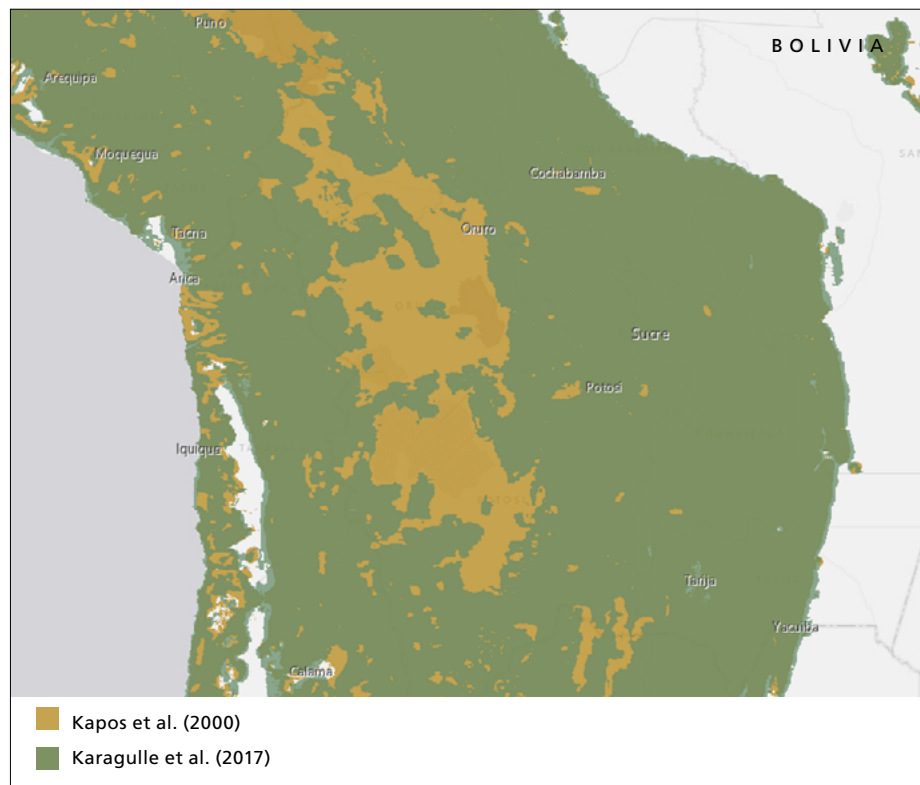 Puno
BOLIVIA
Arequipa
Moquegua
Cochabamba
Tacna
Oruro
Arica
Sucre
Potosi
Iquique
Tarija
Yacuiba
Calama
Kapos et al. (2000)
Karagulle et al. (2017)